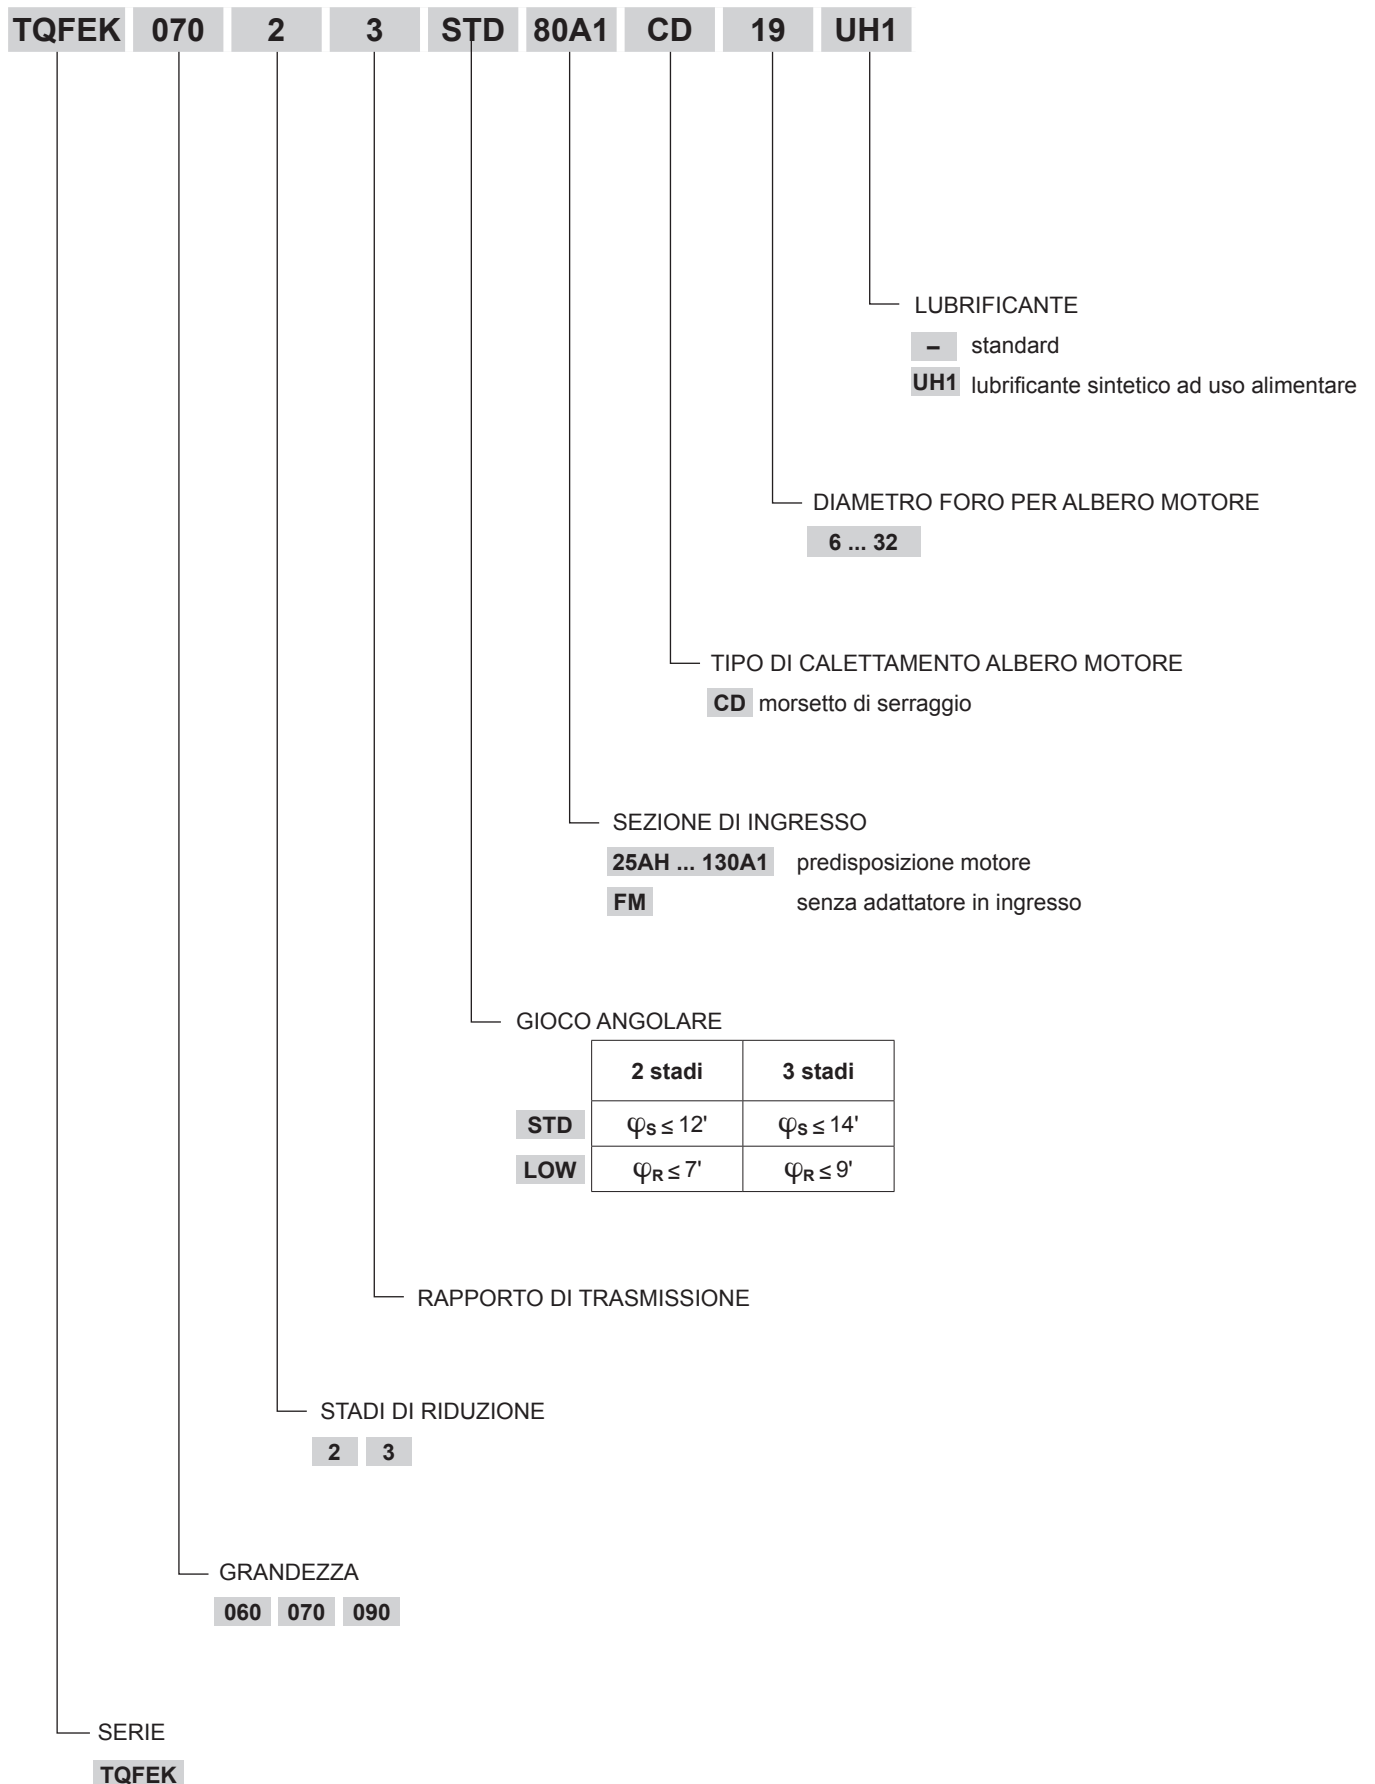 TQFEK 070 2 3 STD 80A1 CD 19 UH1
LUBRIFICANTE
– standard
UH1 lubrificante sintetico ad uso alimentare
DIAMETRO FORO PER ALBERO MOTORE
6 ... 32
TIPO DI CALETTAMENTO ALBERO MOTORE
CD morsetto di serraggio
SEZIONE DI INGRESSO
25AH ... 130A1 predisposizione motore
FM senza adattatore in ingresso
GIOCO ANGOLARE
2 stadi 3 stadi
STD φS ≤ 12' φS ≤ 14'
LOW φR ≤ 7' φR ≤ 9'
RAPPORTO DI TRASMISSIONE
STADI DI RIDUZIONE
2 3
GRANDEZZA
060 070 090
SERIE
TQFEK